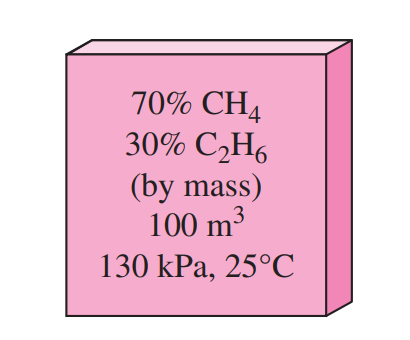 70% CH₄
30% C₂H₆
(by mass)
100 m³
130 kPa, 25°C